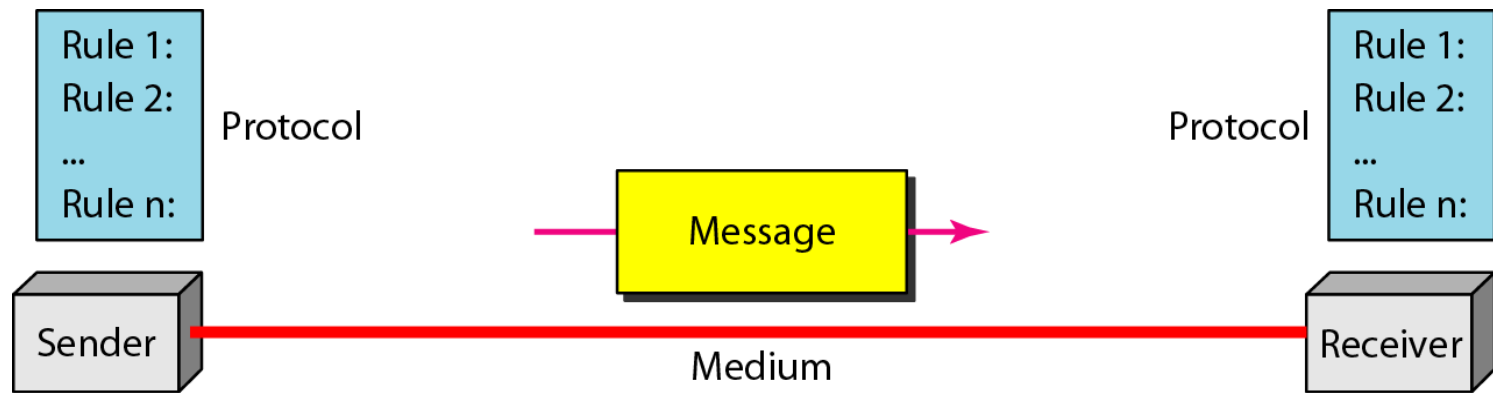 Rule 1:
Rule 2:
...
Rule n:
Protocol
Message
Protocol
Rule 1:
Rule 2:
...
Rule n:
Sender
Medium
Receiver